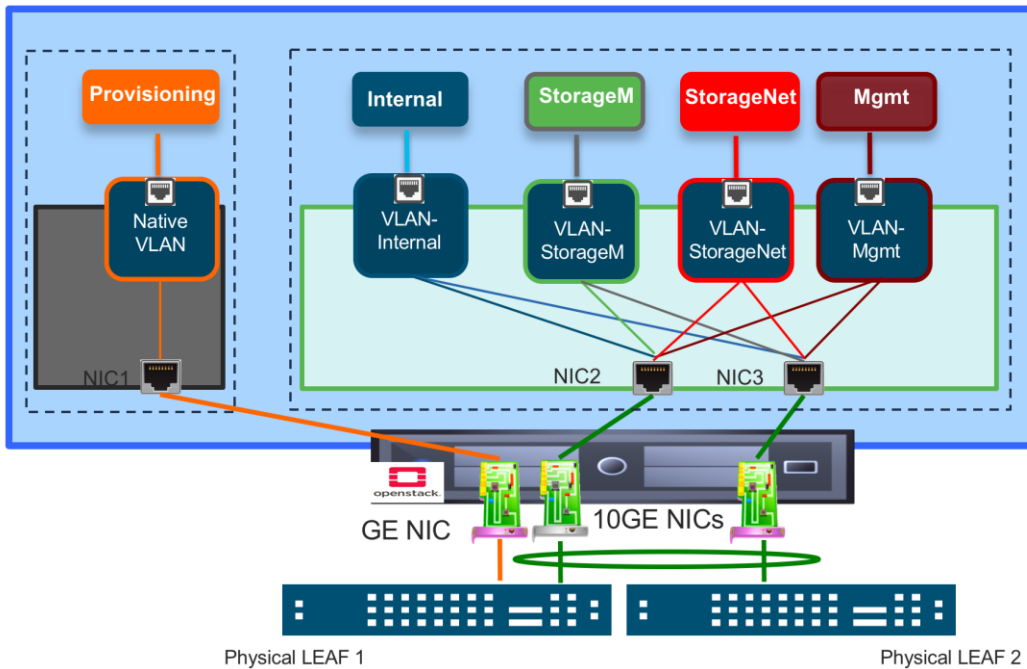 Provisioning
Internal
StorageM
StorageNet
Mgmt
Native
VLAN
VLAN-
Internal
VLAN-
StorageM
VLAN-
StorageNet
VLAN-
Mgmt
NIC1
NIC2
NIC3
openstack.
GE NIC
10GE NICs
Physical LEAF 1
Physical LEAF 2